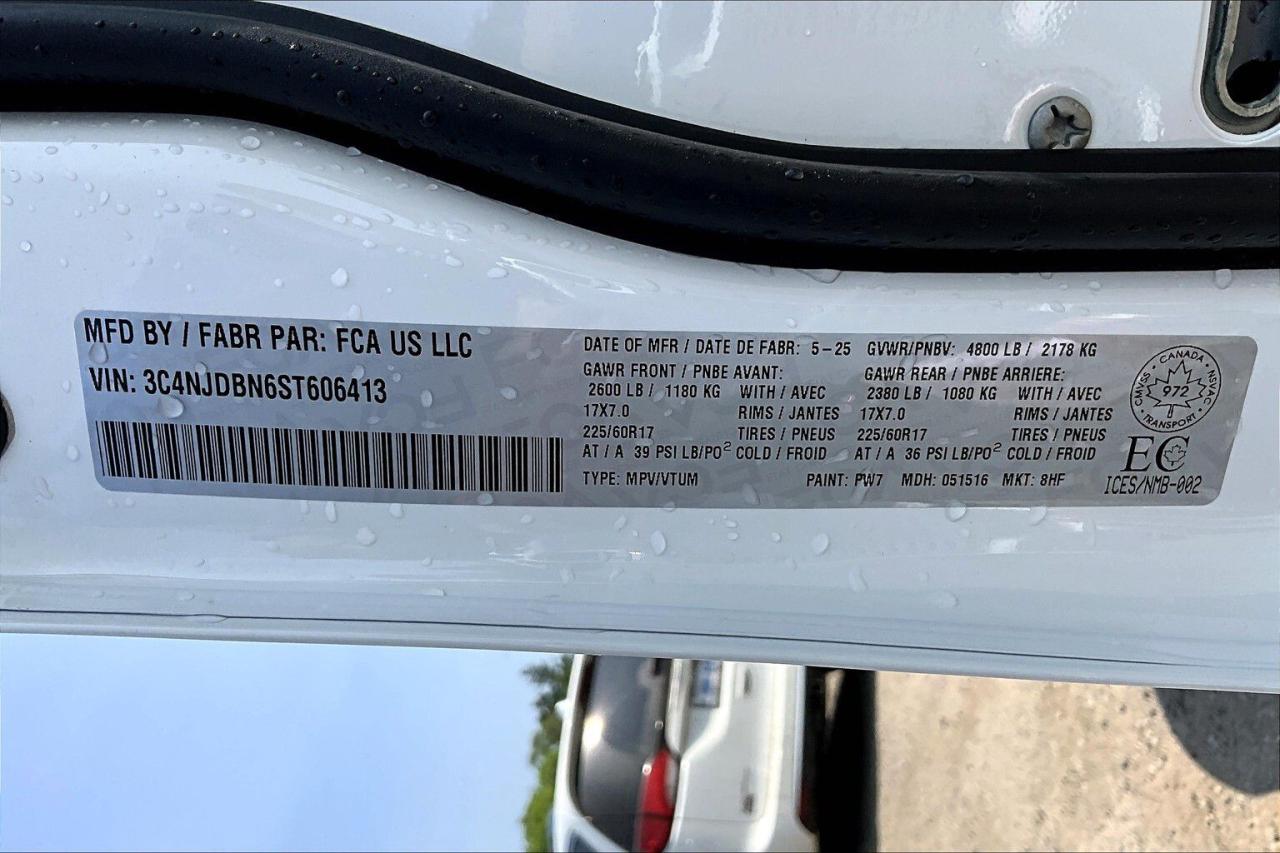 MFD BY / FABR PAR: FCA US LLC
VIN: 3C4NJDBN6ST606413
DATE OF MFR / DATE DE FABR: 5-25 GVWR/PNBV: 4800 LB / 2178 KG
GAWR FRONT / PNBE AVANT: GAWR REAR / PNBE ARRIERE:
2600 LB / 1180 KG WITH / AVEC 2380 LB / 1080 KG WITH / AVEC
17X7.0 RIMS / JANTES 17X7.0 RIMS / JANTES
225/60R17 TIRES / PNEUS 225/60R17 TIRES / PNEUS
AT / A 39 PSI LB/PO² COLD / FROID AT / A 36 PSI LB/PO² COLD / FROID
TYPE: MPV/VTUM PAINT: PW7 MDH: 051516 MKT: 8HF
CANADA
CMVSS 972 NSVAC
TRANSPORT
EC
ICES/NMB-002